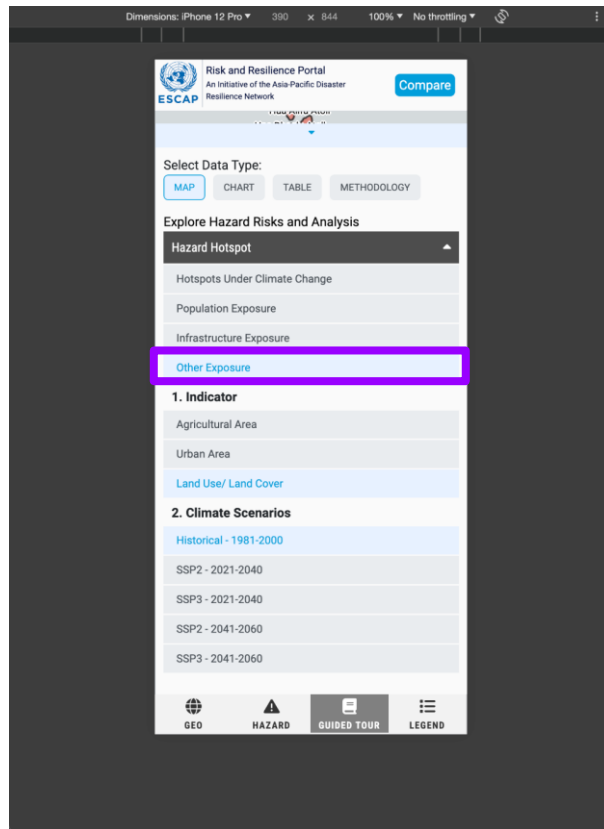 Dimensions: iPhone 12 Pro ▼ 390 x 844 100% ▼ No throttling ▼
Risk and Resilience Portal
An Initiative of the Asia-Pacific Disaster
Resilience Network
ESCAP
Compare
Select Data Type:
MAP CHART TABLE METHODOLOGY
Explore Hazard Risks and Analysis
Hazard Hotspot
Hotspots Under Climate Change
Population Exposure
Infrastructure Exposure
Other Exposure
1. Indicator
Agricultural Area
Urban Area
Land Use/ Land Cover
2. Climate Scenarios
Historical - 1981-2000
SSP2 - 2021-2040
SSP3 - 2021-2040
SSP2 - 2041-2060
SSP3 - 2041-2060
GEO HAZARD GUIDED TOUR LEGEND